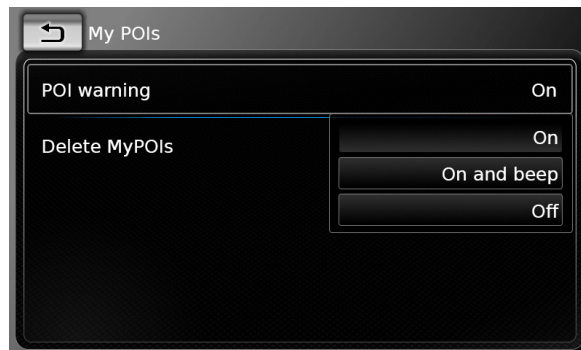 My POIs
POI warning On
Delete MyPOIs
On
On and beep
Off